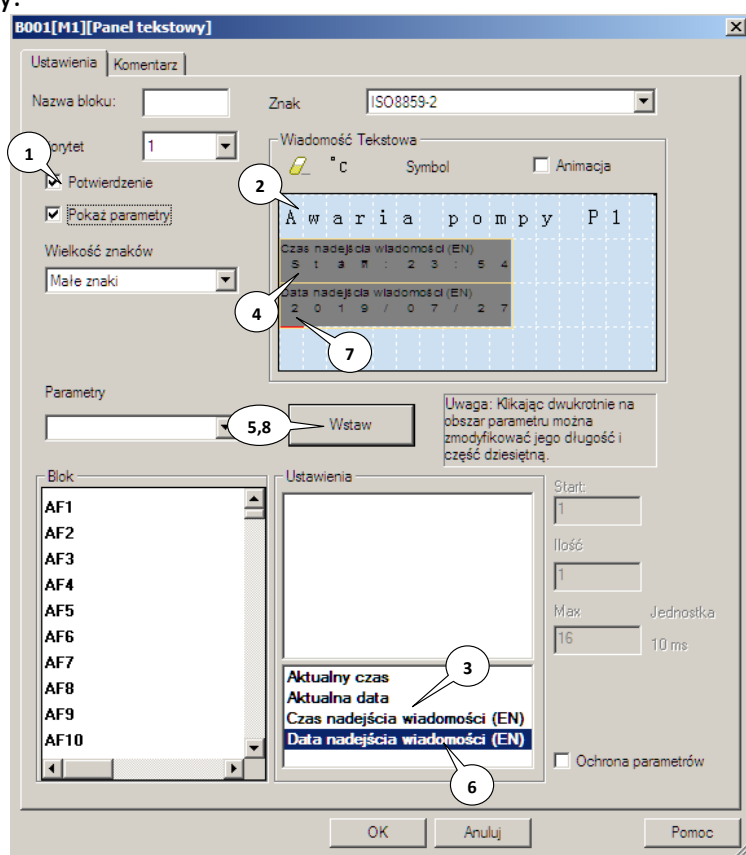 y.
B001[M1][Panel tekstowy]
Ustawienia Komentarz
Nazwa bloku: Znak ISO8859-2
orytet 1
1
Potwierdzenie
Pokaż parametry
Wielkość znaków
Małe znaki
Wiadomość Tekstowa
°C Symbol Animacja
2
Awaria pompy P1
Czas nadejścia wiadomości (EN)
: 23:54
Data nadejścia wiadomości (EN)
2019/07/27
4
7
Parametry
5,8
Wstaw
Uwaga: Klikając dwukrotnie na
obszar parametru można
zmodyfikować jego długość i
część dziesiętną.
Blok
AF1
AF2
AF3
AF4
AF5
AF6
AF7
AF8
AF9
AF10
Ustawienia
Aktualny czas
Aktualna data
Czas nadejścia wiadomości (EN)
Data nadejścia wiadomości (EN)
3
6
Start:
1
Ilość
1
Max Jednostka
16 10 ms
Ochrona parametrów
OK Anuluj Pomoc